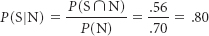 P(S|N) = P(S ∩ N) / P(N) = .56 / .70 = .80